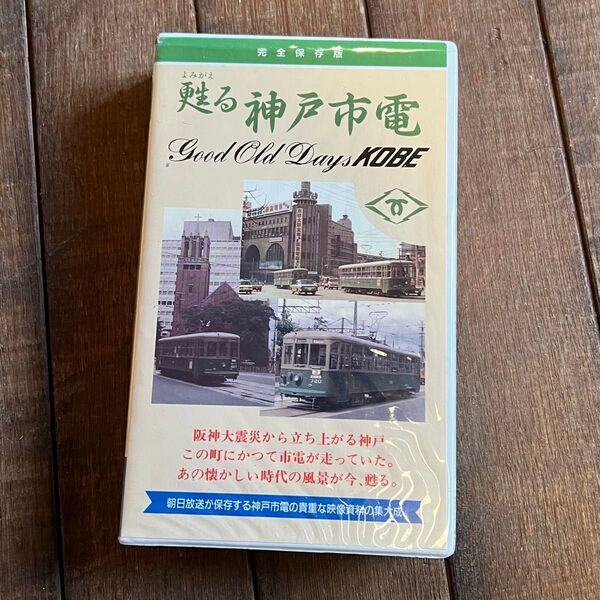 完全保存版
よみがえ
甦る神戸市電
Good Old Days KOBE
阪神大震災から立ち上がる神戸
この町にかつて市電が走っていた。
あの懐かしい時代の風景が今、甦る。
朝日放送が保存する神戸市電の貴重な映像資料の集大成
720